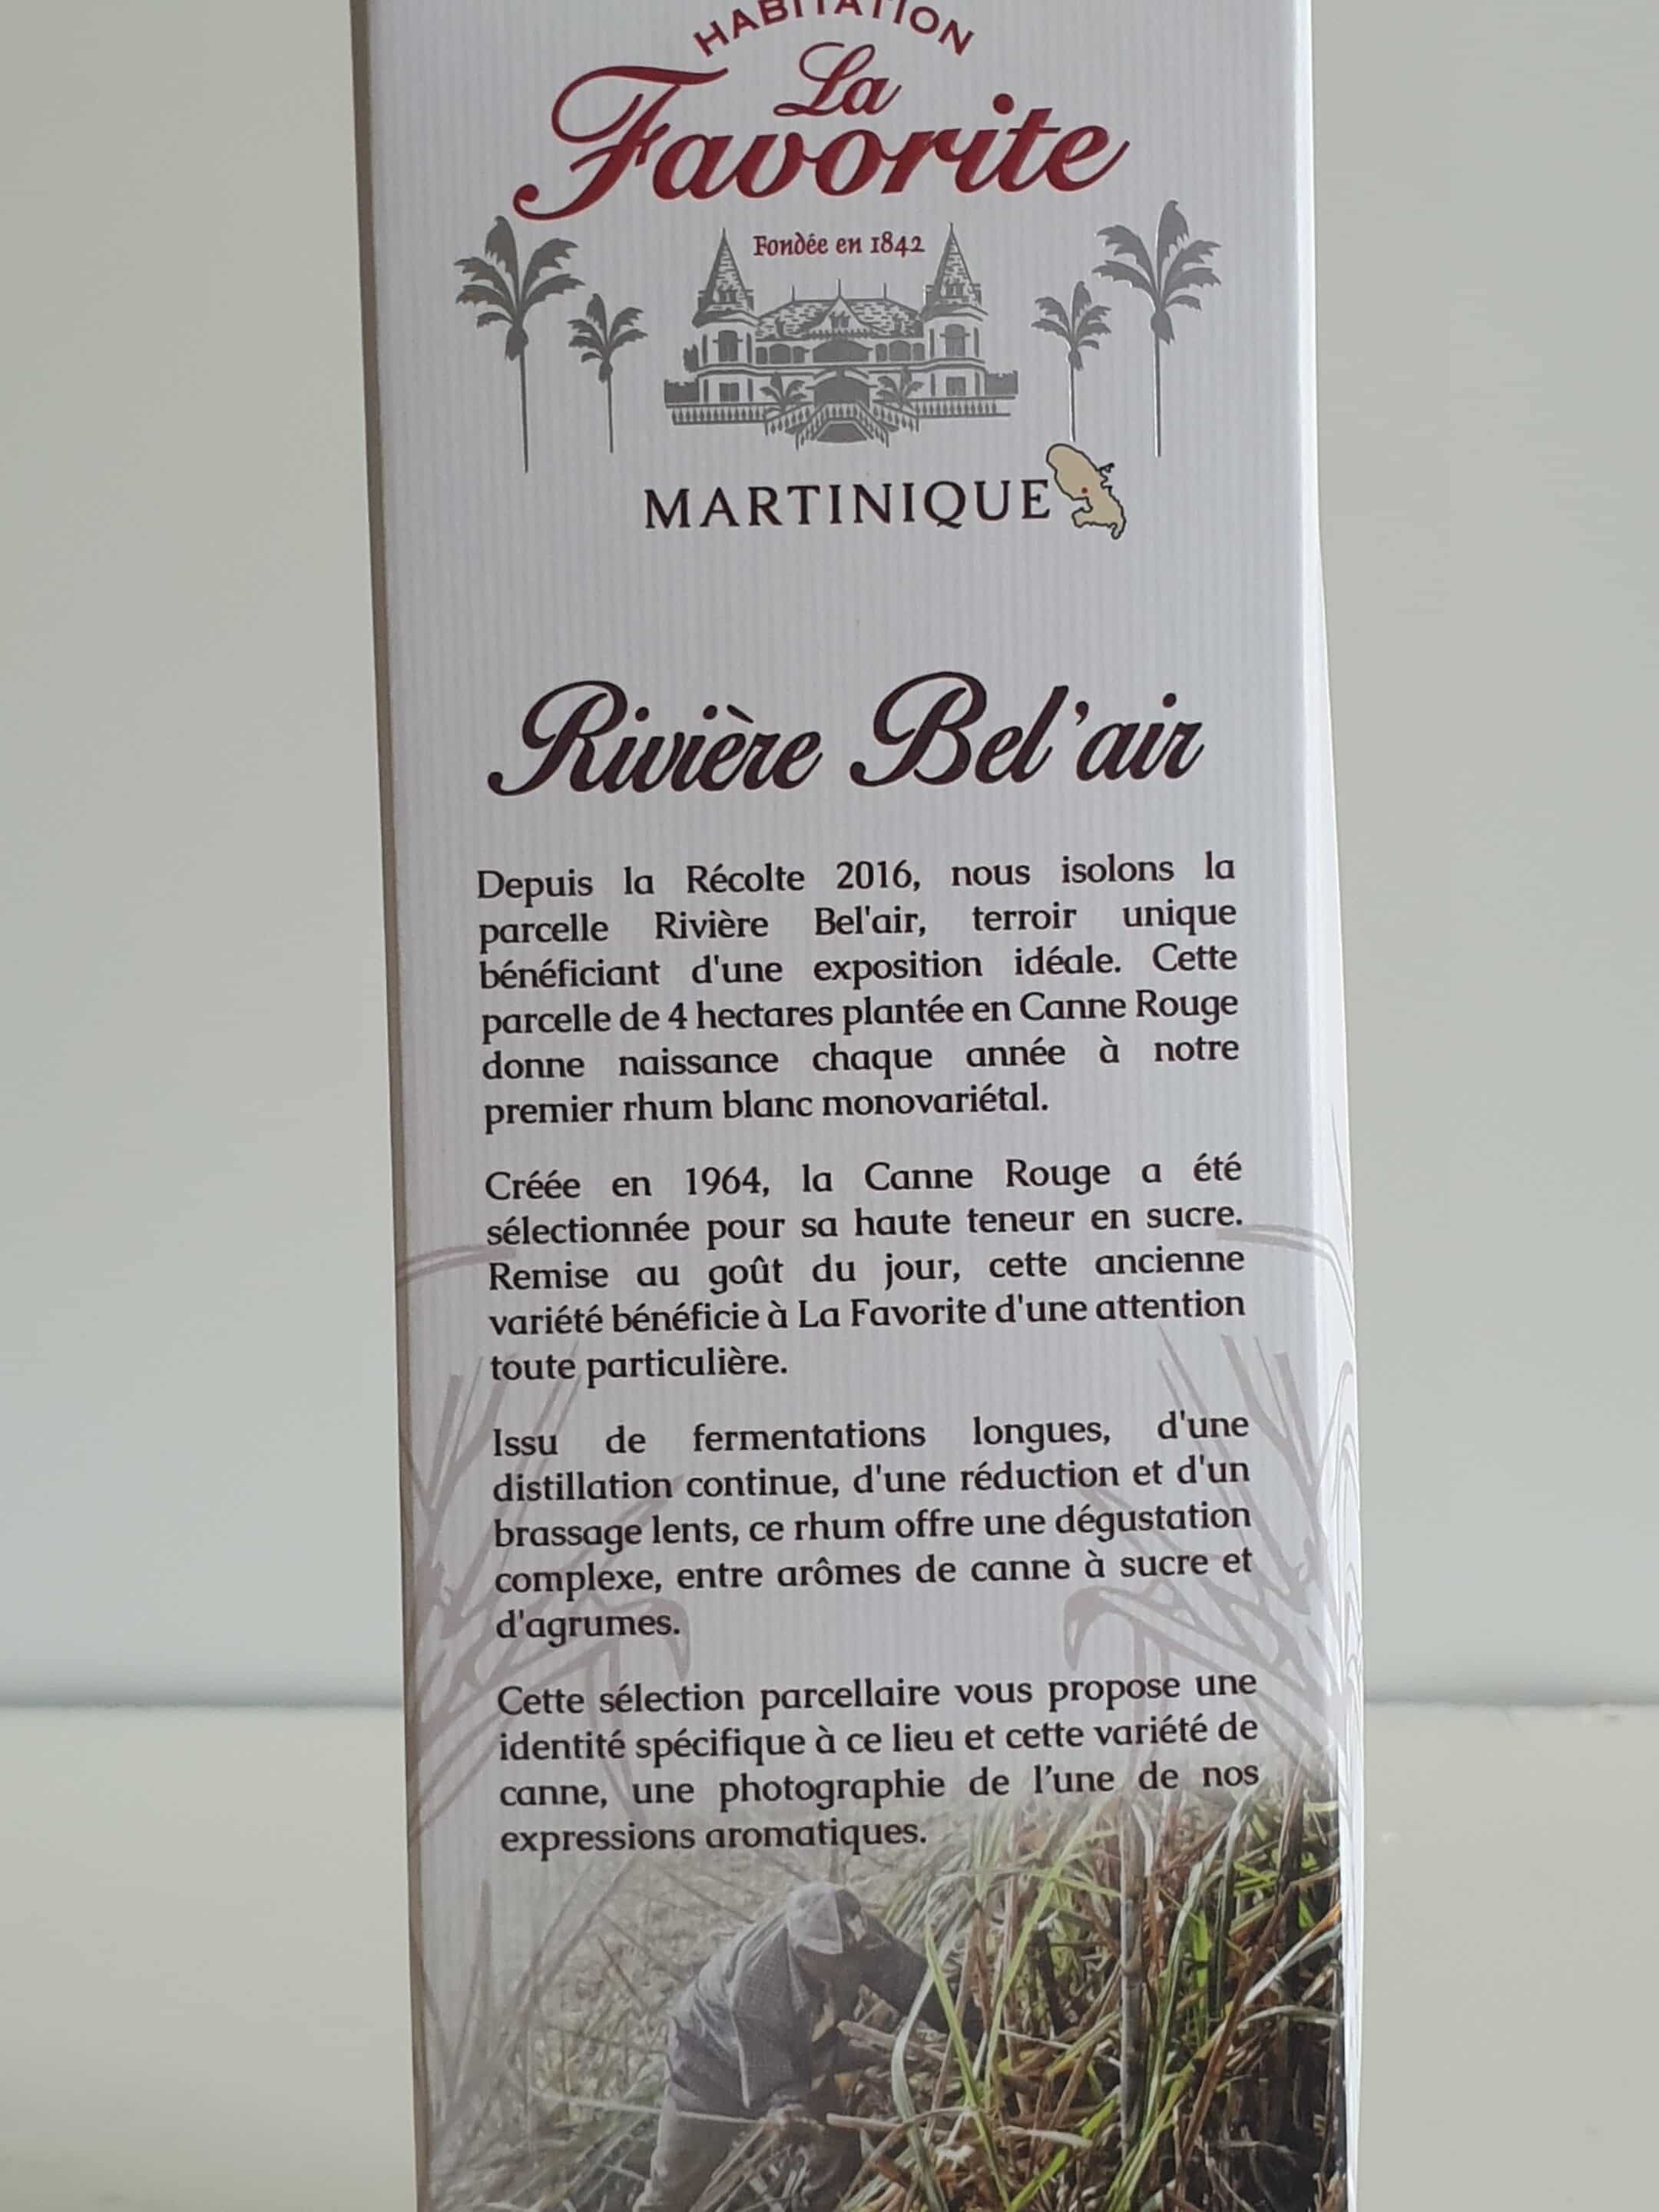 HABITATION
La
Favorite
Fondée en 1842
MARTINIQUE
Rivière Bel'air
Depuis la Récolte 2016, nous isolons la
parcelle Rivière Bel'air, terroir unique
bénéficiant d'une exposition idéale. Cette
parcelle de 4 hectares plantée en Canne Rouge
donne naissance chaque année à notre
premier rhum blanc monovariétal.
Créée en 1964, la Canne Rouge a été
sélectionnée pour sa haute teneur en sucre.
Remise au goût du jour, cette ancienne
variété bénéficie à La Favorite d'une attention
toute particulière.
Issu de fermentations longues, d'une
distillation continue, d'une réduction et d'un
brassage lents, ce rhum offre une dégustation
complexe, entre arômes de canne à sucre et
d'agrumes.
Cette sélection parcellaire vous propose une
identité spécifique à ce lieu et cette variété de
canne, une photographie de l’une de nos
expressions aromatiques.